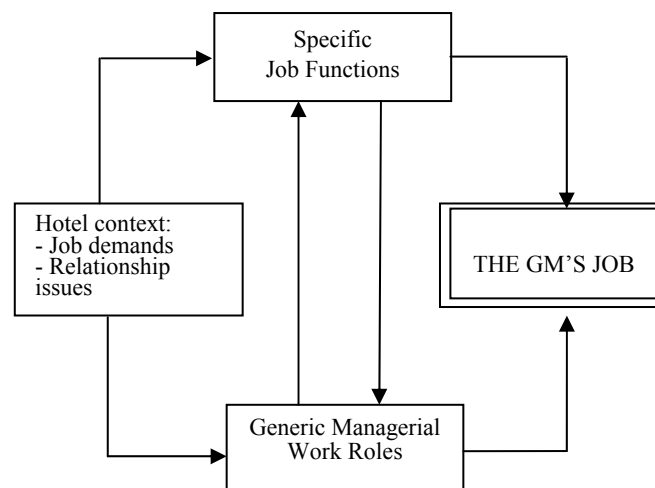 Specific
Job Functions
Hotel context:
- Job demands
- Relationship
issues
THE GM’S JOB
Generic Managerial
Work Roles